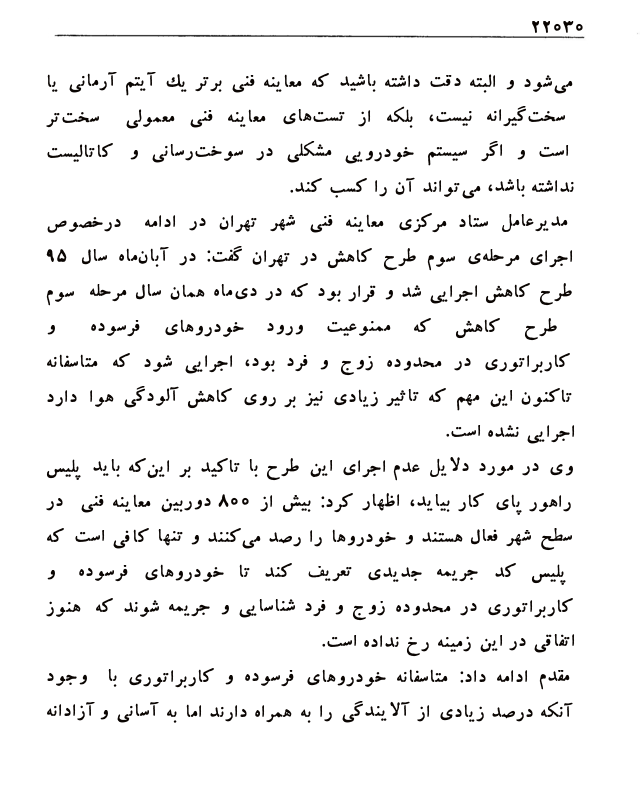 ۲۲۰۳۰
می‌شود و البته دقت داشته باشید که معاینه فنی برتر یك آیتم آرمانی یا
سخت‌گیرانه نیست، بلکه از تست‌های معاینه فنی معمولی سخت‌تر
است و اگر سیستم خودرویی مشکلی در سوخت‌رسانی و کاتالیست
نداشته باشد، می‌تواند آن را کسب کند.
مدیرعامل ستاد مرکزی معاینه فنی شهر تهران در ادامه درخصوص
اجرای مرحله‌ی سوم طرح کاهش در تهران گفت: در آبان‌ماه سال ۹۵
طرح کاهش اجرایی شد و قرار بود که در دی‌ماه همان سال مرحله سوم
طرح کاهش که ممنوعیت ورود خودروهای فرسوده و
کاربراتوری در محدوده زوج و فرد بود، اجرایی شود که متاسفانه
تاکنون این مهم که تاثیر زیادی نیز بر روی کاهش آلودگی هوا دارد
اجرایی نشده است.
وی در مورد دلایل عدم اجرای این طرح با تاکید بر این‌که باید پلیس
راهور پای کار بیاید، اظهار کرد: بیش از ۸۰۰ دوربین معاینه فنی در
سطح شهر فعال هستند و خودروها را رصد می‌کنند و تنها کافی است که
پلیس کد جریمه جدیدی تعریف کند تا خودروهای فرسوده و
کاربراتوری در محدوده زوج و فرد شناسایی و جریمه شوند که هنوز
اتفاقی در این زمینه رخ نداده است.
مقدم ادامه داد: متاسفانه خودروهای فرسوده و کاربراتوری با وجود
آنکه درصد زیادی از آلایندگی را به همراه دارند اما به آسانی و آزادانه